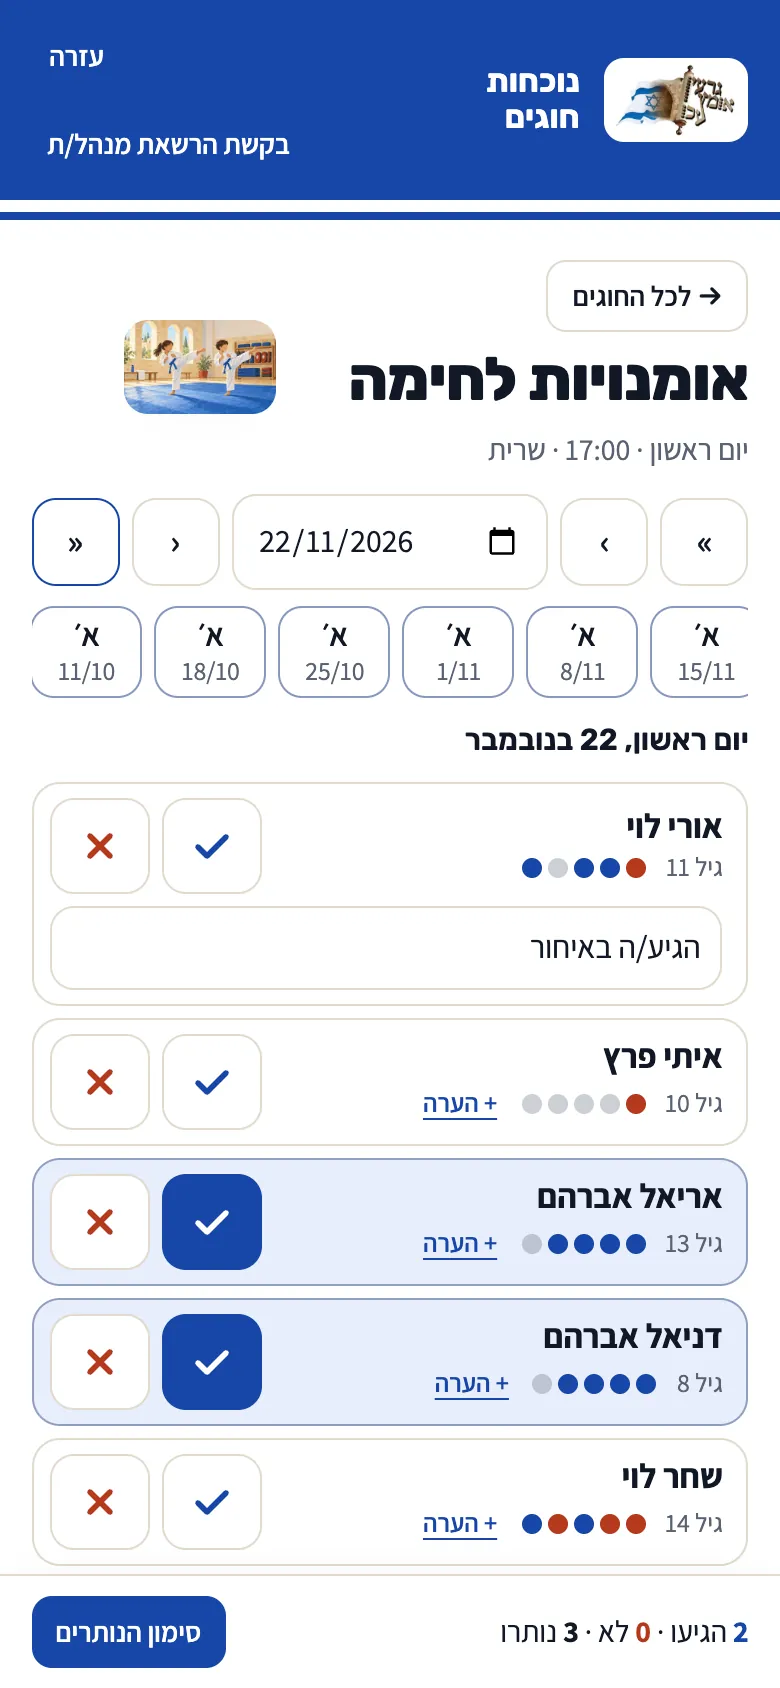 גרעין
אומץ
נוכחות
חוגים
עזרה
בקשת הרשאת מנהל/ת
→ לכל החוגים
אומנויות לחימה
יום ראשון · 17:00 · שרית
« ‹ 22/11/2026 › »
א׳ א׳ א׳ א׳ א׳ א׳
15/11 8/11 1/11 25/10 18/10 11/10
יום ראשון, 22 בנובמבר
אורי לוי
גיל 11
הגיע/ה באיחור
איתי פרץ
גיל 10 + הערה
אריאל אברהם
גיל 13 + הערה
דניאל אברהם
גיל 8 + הערה
שחר לוי
גיל 14 + הערה
2 הגיעו · 0 לא · 3 נותרו
סימון הנותרים